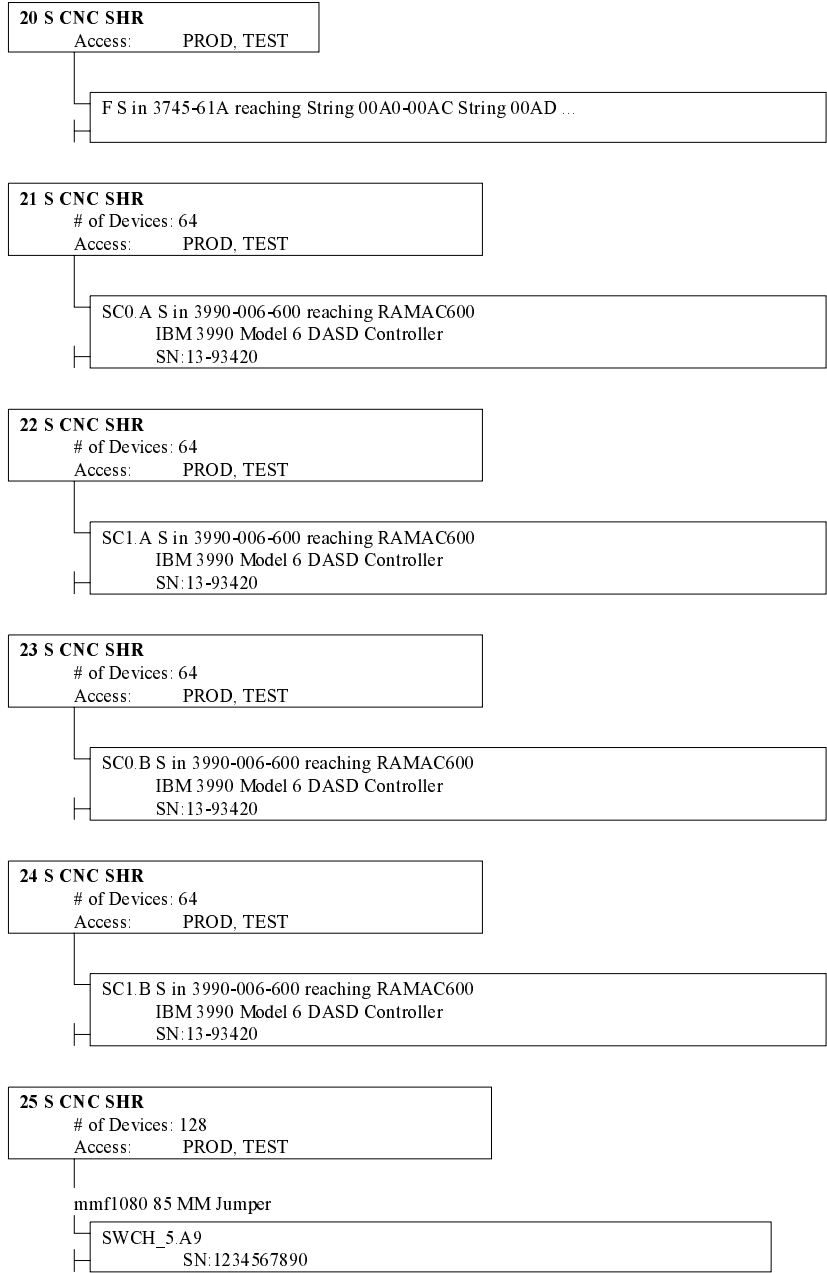 20 S CNC SHR
Access: PROD, TEST
F S in 3745-61A reaching String 00A0-00AC String 00AD ...
21 S CNC SHR
# of Devices: 64
Access: PROD, TEST
SC0.A S in 3990-006-600 reaching RAMAC600
IBM 3990 Model 6 DASD Controller
SN:13-93420
22 S CNC SHR
# of Devices: 64
Access: PROD, TEST
SC1.A S in 3990-006-600 reaching RAMAC600
IBM 3990 Model 6 DASD Controller
SN:13-93420
23 S CNC SHR
# of Devices: 64
Access: PROD, TEST
SC0.B S in 3990-006-600 reaching RAMAC600
IBM 3990 Model 6 DASD Controller
SN:13-93420
24 S CNC SHR
# of Devices: 64
Access: PROD, TEST
SC1.B S in 3990-006-600 reaching RAMAC600
IBM 3990 Model 6 DASD Controller
SN:13-93420
25 S CNC SHR
# of Devices: 128
Access: PROD, TEST
mmf1080 85 MM Jumper
SWCH_5.A9
SN:1234567890